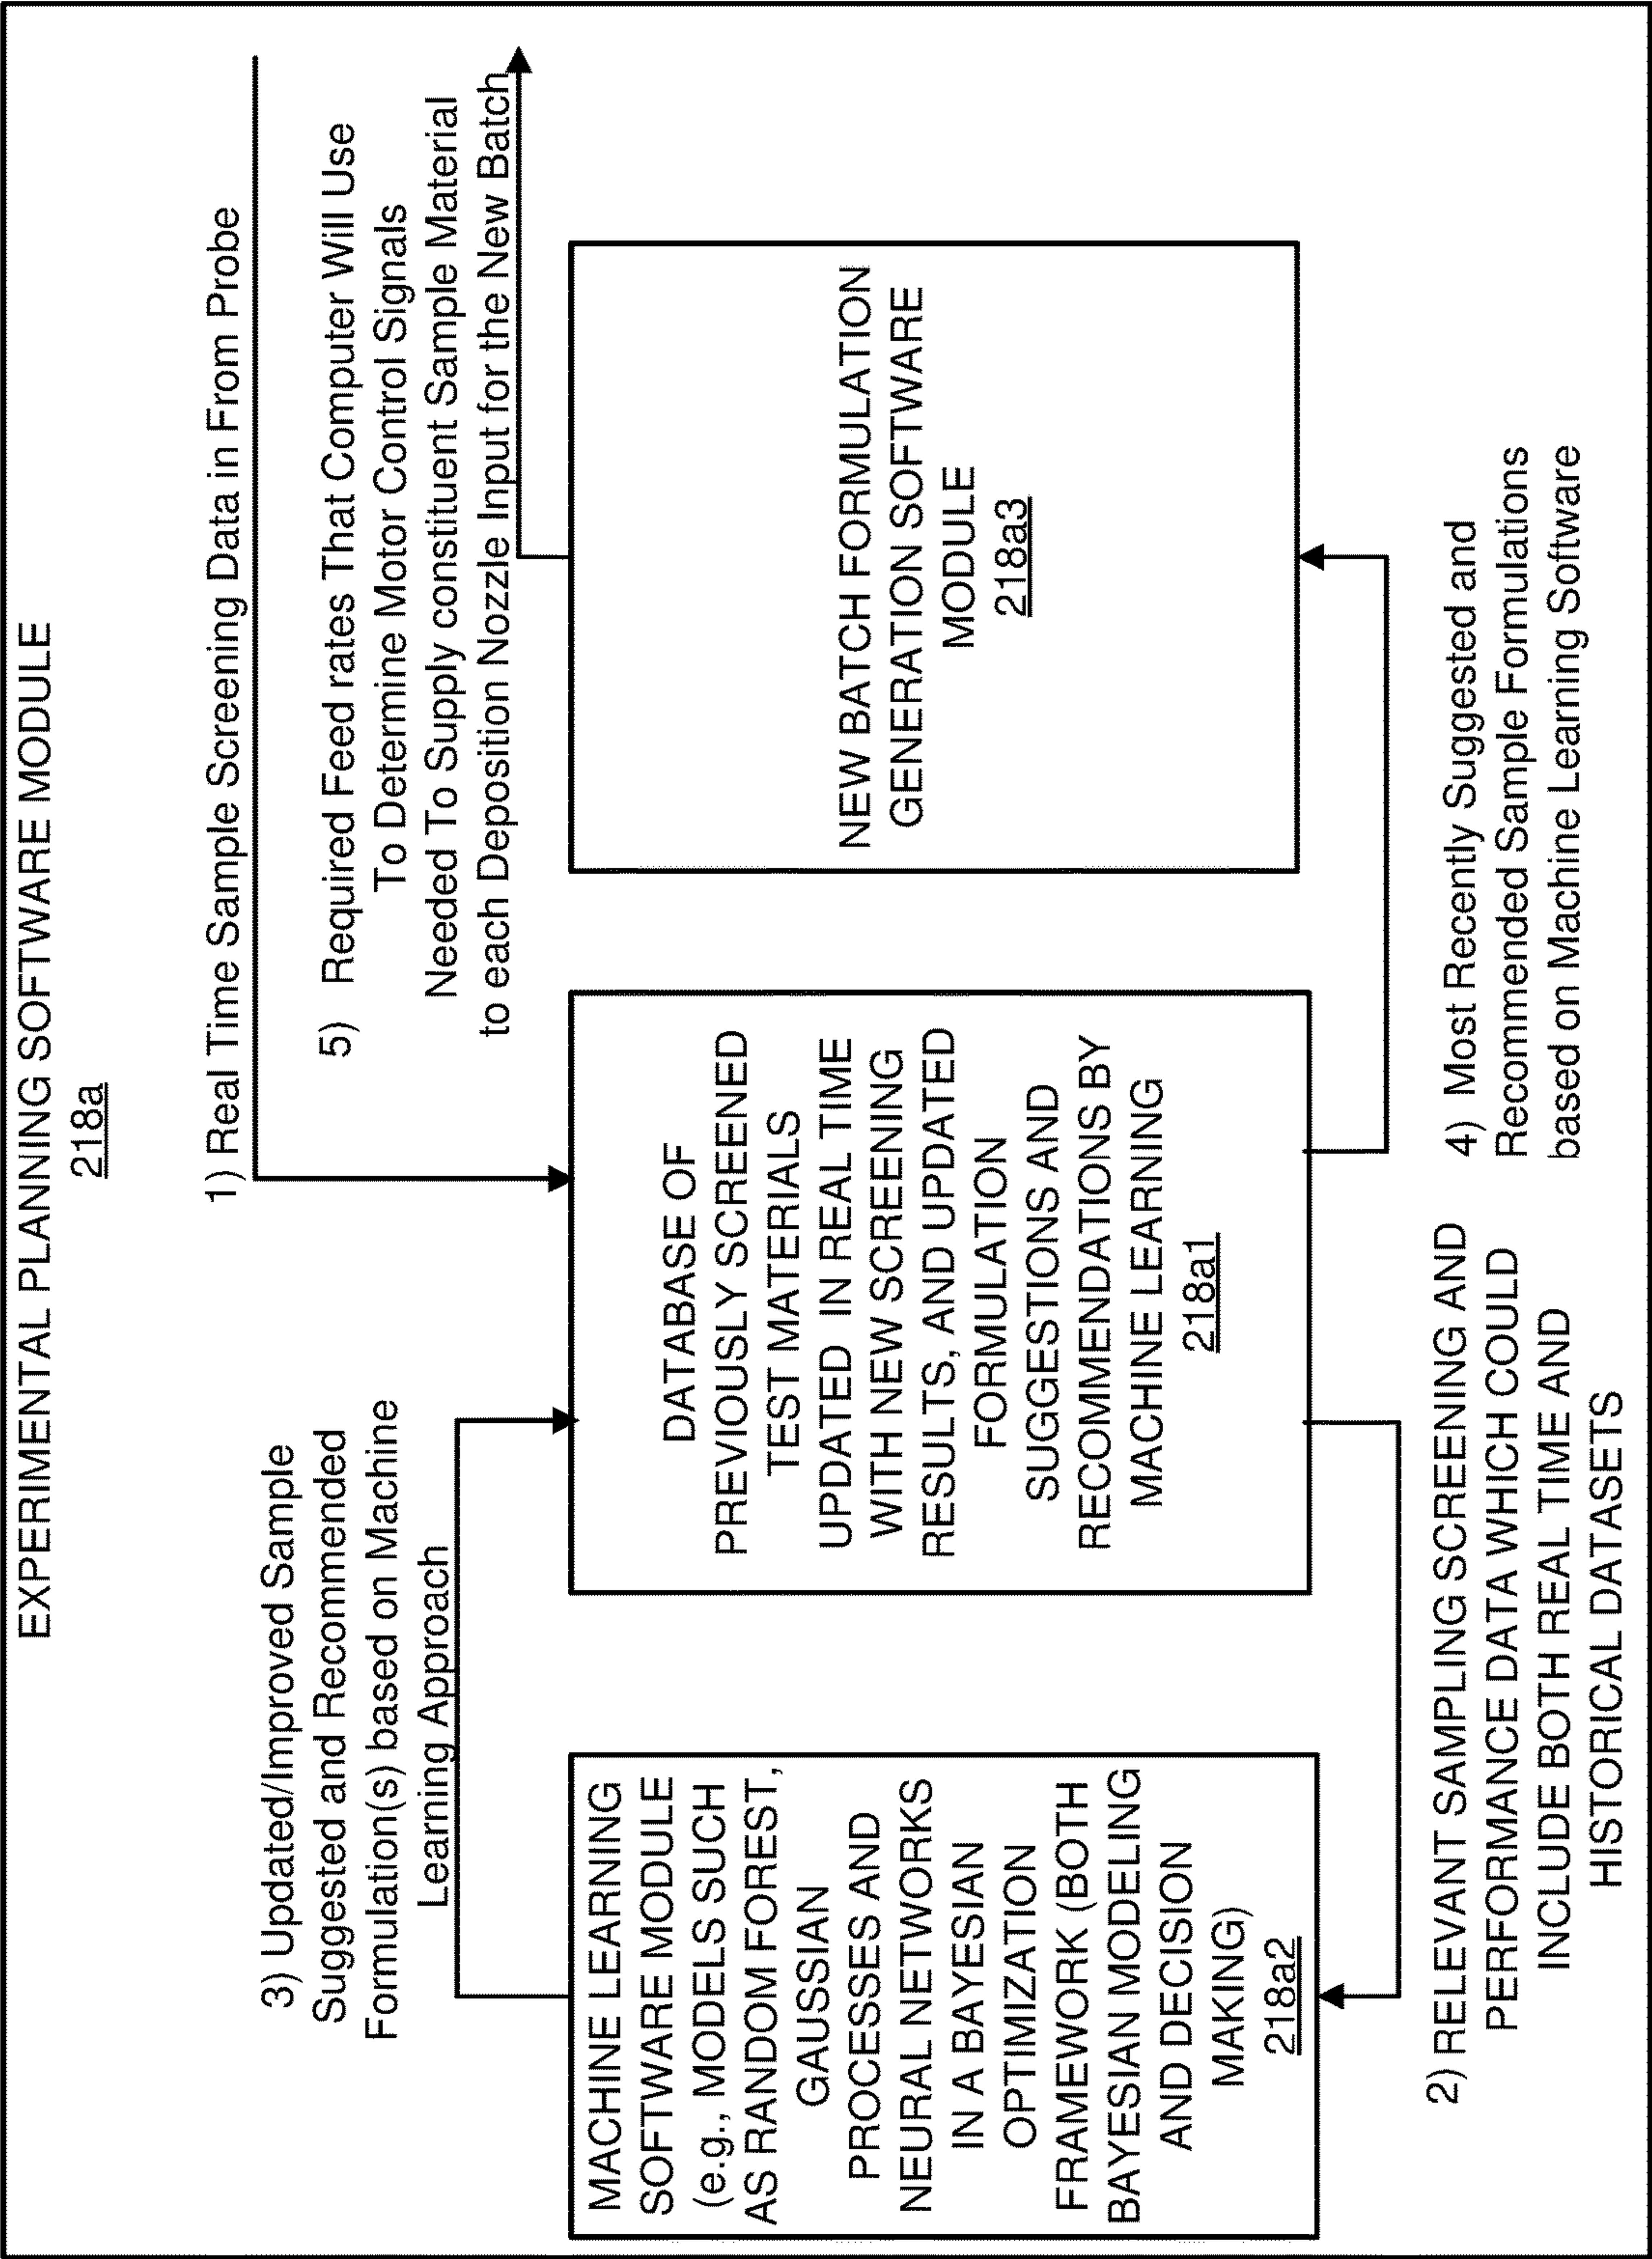 EXPERIMENTAL PLANNING SOFTWARE MODULE
218a
1) Real Time Sample Screening Data in From Probe
3) Updated/Improved Sample
Suggested and Recommended
Formulation(s) based on Machine
Learning Approach
5) Required Feed rates That Computer Will Use
To Determine Motor Control Signals
Needed To Supply constituent Sample Material
to each Deposition Nozzle Input for the New Batch
MACHINE LEARNING
SOFTWARE MODULE
(e.g., MODELS SUCH
AS RANDOM FOREST,
GAUSSIAN
PROCESSES AND
NEURAL NETWORKS
IN A BAYESIAN
OPTIMIZATION
FRAMEWORK (BOTH
BAYESIAN MODELING
AND DECISION
MAKING)
218a2
DATABASE OF
PREVIOUSLY SCREENED
TEST MATERIALS
UPDATED IN REAL TIME
WITH NEW SCREENING
RESULTS, AND UPDATED
FORMULATION
SUGGESTIONS AND
RECOMMENDATIONS BY
MACHINE LEARNING
218a1
NEW BATCH FORMULATION
GENERATION SOFTWARE
MODULE
218a3
2) RELEVANT SAMPLING SCREENING AND
PERFORMANCE DATA WHICH COULD
INCLUDE BOTH REAL TIME AND
HISTORICAL DATASETS
4) Most Recently Suggested and
Recommended Sample Formulations
based on Machine Learning Software